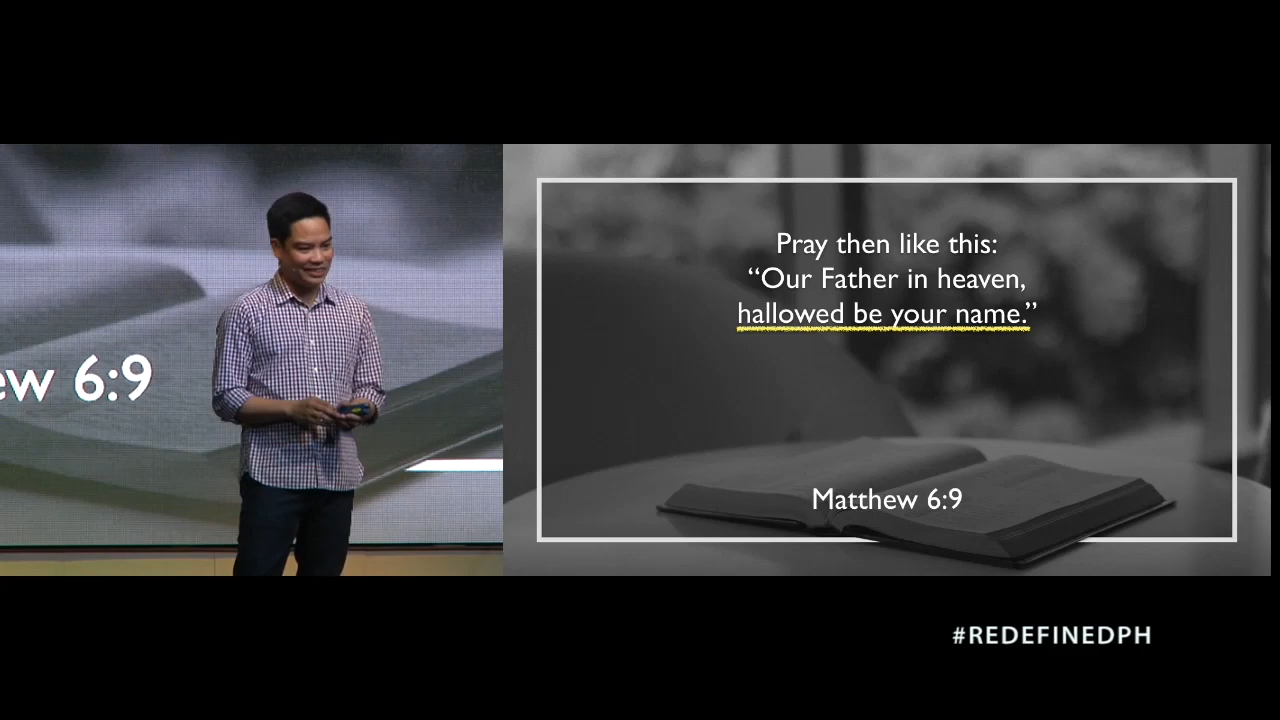 ew 6:9
Pray then like this:
“Our Father in heaven,
hallowed be your name.”
Matthew 6:9
#REDEFINEDPH